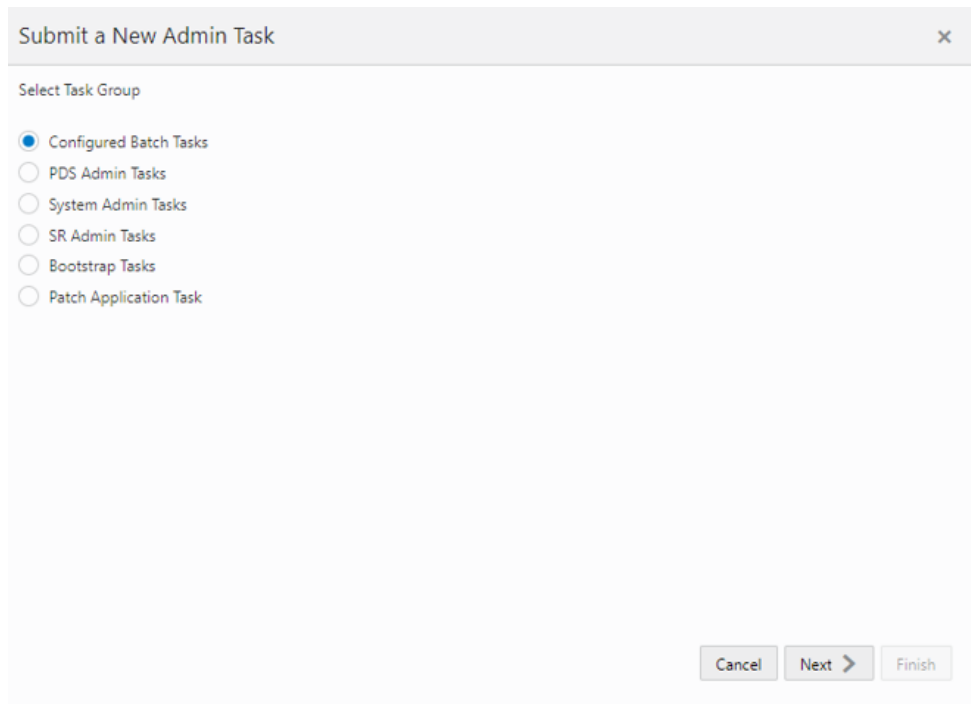 Submit a New Admin Task
Select Task Group
Configured Batch Tasks
PDS Admin Tasks
System Admin Tasks
SR Admin Tasks
Bootstrap Tasks
Patch Application Task
Cancel Next Finish